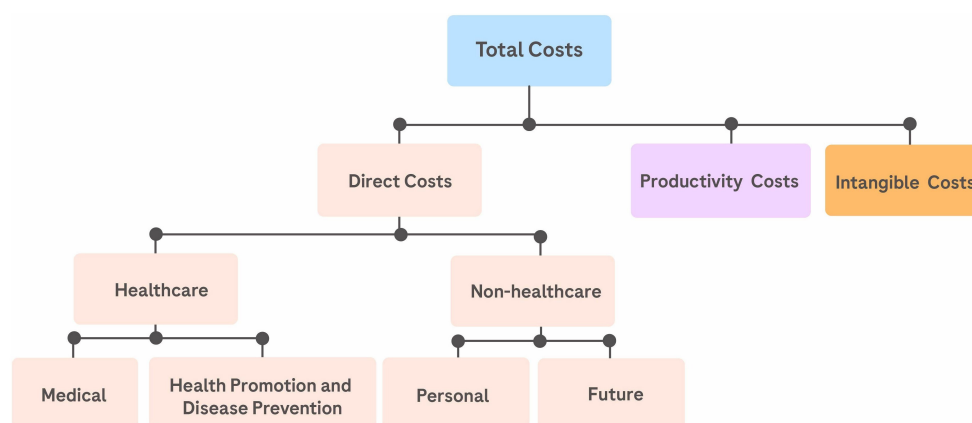 Total Costs
Direct Costs
Productivity Costs
Intangible Costs
Healthcare
Non-healthcare
Medical
Health Promotion and
Disease Prevention
Personal
Future